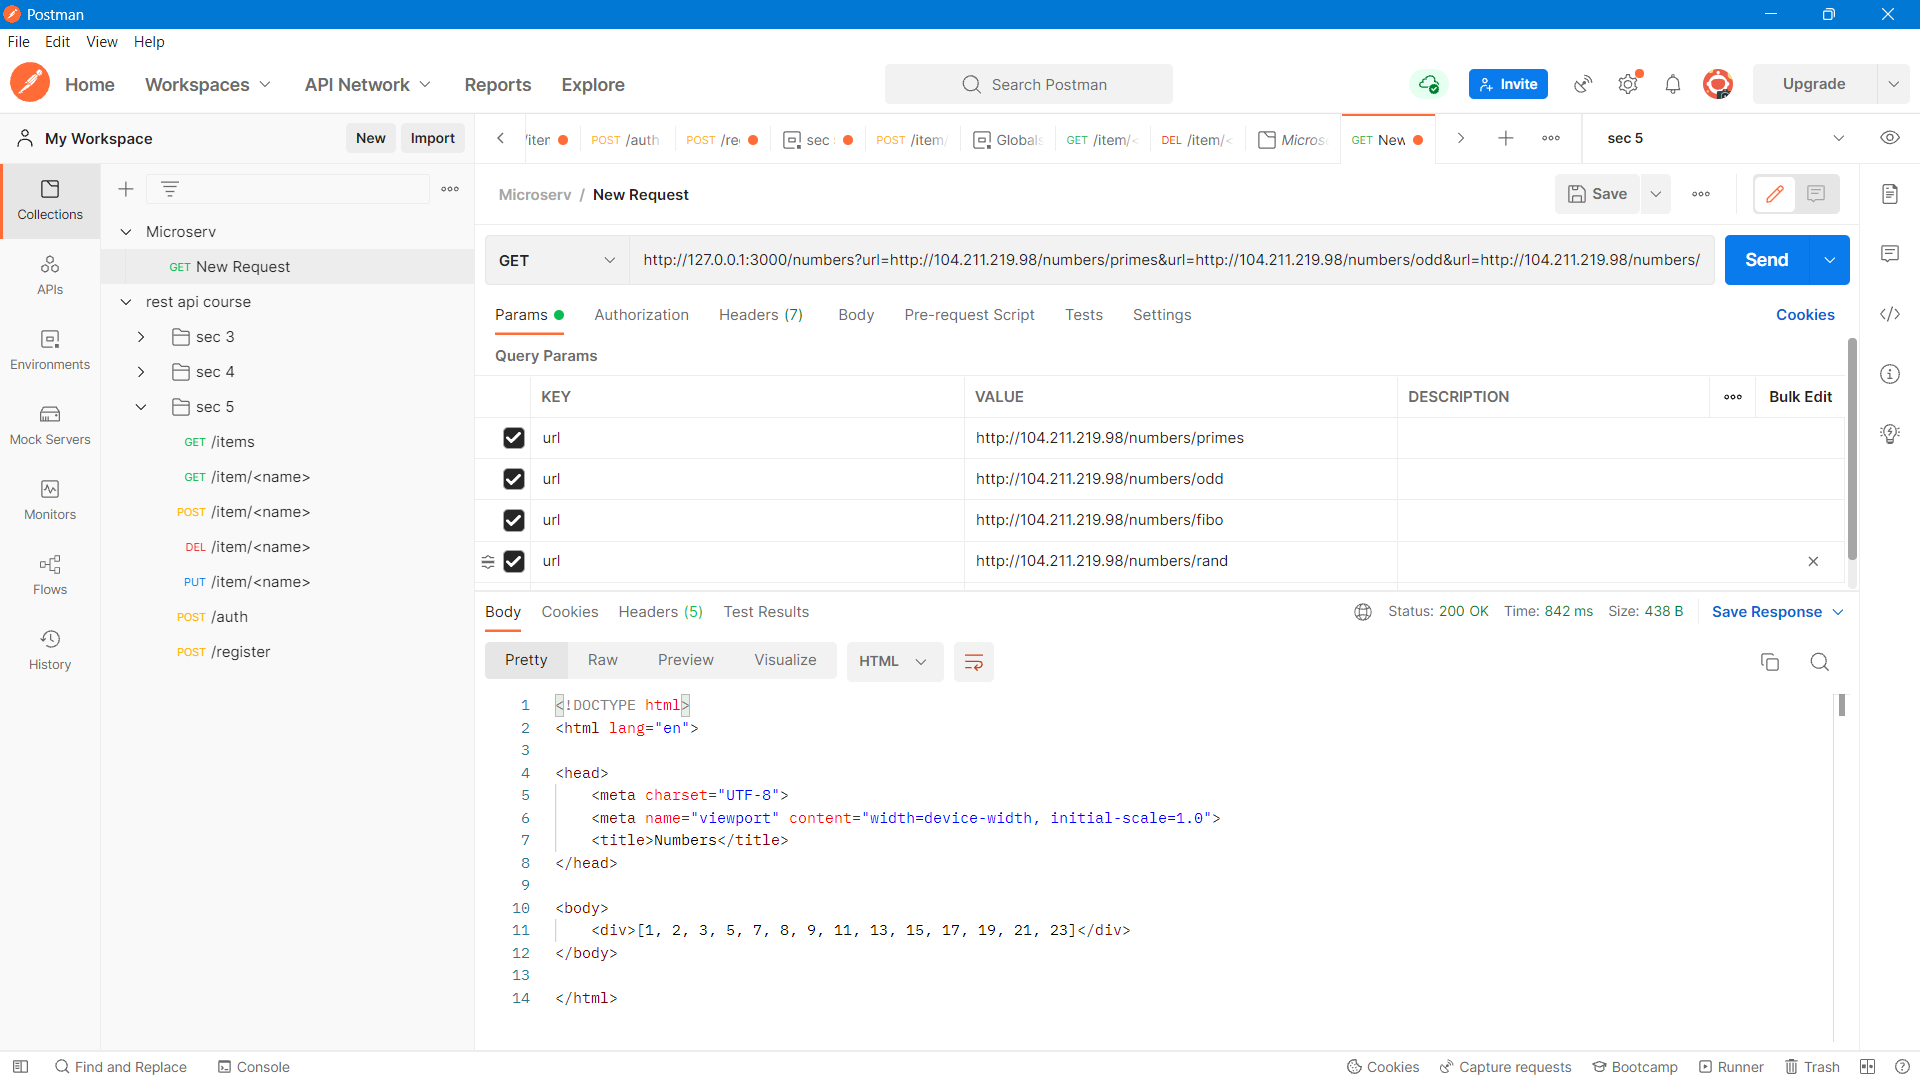 Postman
File Edit View Help
Home Workspaces API Network Reports Explore Search Postman Invite Upgrade
My Workspace New Import
/iten POST /auth POST /re sec POST /item/ Globals GET /item/< DEL /item/< Micros GET New sec 5
Collections
APIs
Environments
Mock Servers
Monitors
Flows
History
Microserv
GET New Request
rest api course
sec 3
sec 4
sec 5
GET /items
GET /item/<name>
POST /item/<name>
DEL /item/<name>
PUT /item/<name>
POST /auth
POST /register
Microserv / New Request Save
GET http://127.0.0.1:3000/numbers?url=http://104.211.219.98/numbers/primes&url=http://104.211.219.98/numbers/odd&url=http://104.211.219.98/numbers/ Send
Params Authorization Headers (7) Body Pre-request Script Tests Settings Cookies
Query Params
KEY VALUE DESCRIPTION Bulk Edit
url http://104.211.219.98/numbers/primes
url http://104.211.219.98/numbers/odd
url http://104.211.219.98/numbers/fibo
url http://104.211.219.98/numbers/rand
Body Cookies Headers (5) Test Results Status: 200 OK Time: 842 ms Size: 438 B Save Response
Pretty Raw Preview Visualize HTML
1 <!DOCTYPE html>
2 <html lang="en">
3
4 <head>
5 <meta charset="UTF-8">
6 <meta name="viewport" content="width=device-width, initial-scale=1.0">
7 <title>Numbers</title>
8 </head>
9
10 <body>
11 <div>[1, 2, 3, 5, 7, 8, 9, 11, 13, 15, 17, 19, 21, 23]</div>
12 </body>
13
14 </html>
Find and Replace Console Cookies Capture requests Bootcamp Runner Trash